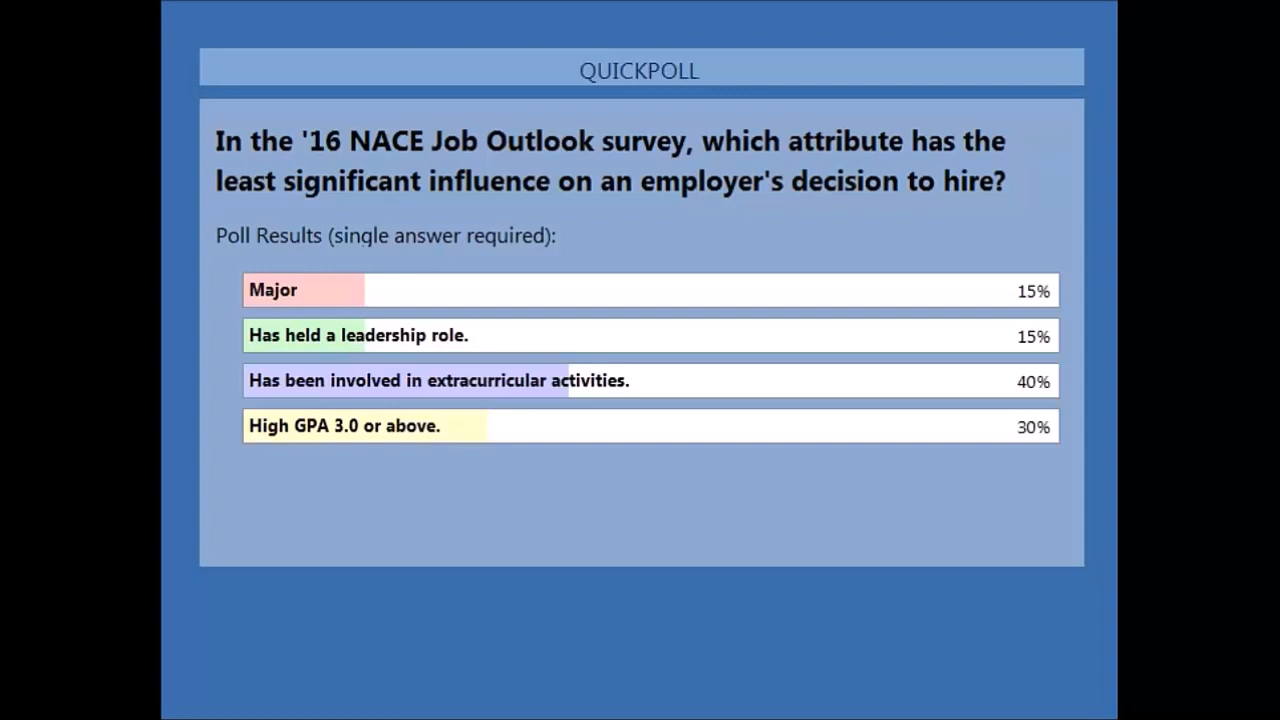 QUICKPOLL
In the '16 NACE Job Outlook survey, which attribute has the
least significant influence on an employer's decision to hire?
Poll Results (single answer required):
Major 15%
Has held a leadership role. 15%
Has been involved in extracurricular activities. 40%
High GPA 3.0 or above. 30%